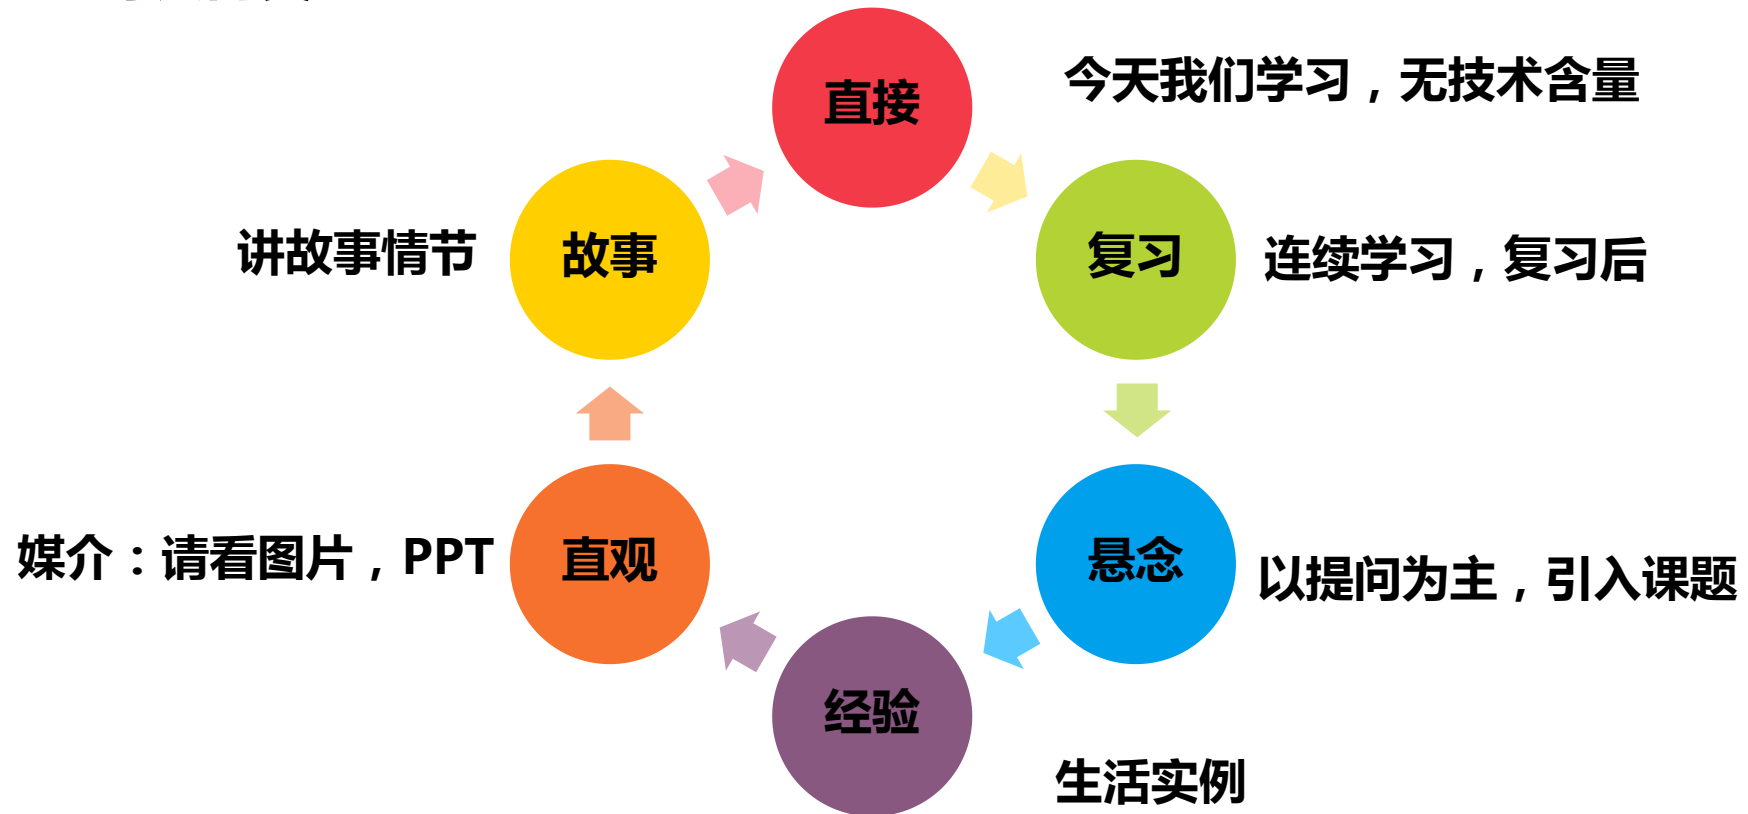 直接
今天我们学习，无技术含量
复习
连续学习，复习后
悬念
以提问为主，引入课题
经验
生活实例
直观
媒介：请看图片，PPT
故事
讲故事情节